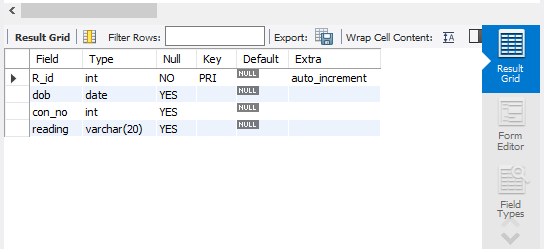 Result Grid Filter Rows: Export: Wrap Cell Content:
Field Type Null Key Default Extra
R_id int NO PRI NULL auto_increment
dob date YES NULL
con_no int YES NULL
reading varchar(20) YES NULL
Result
Grid
Form
Editor
Field
Types